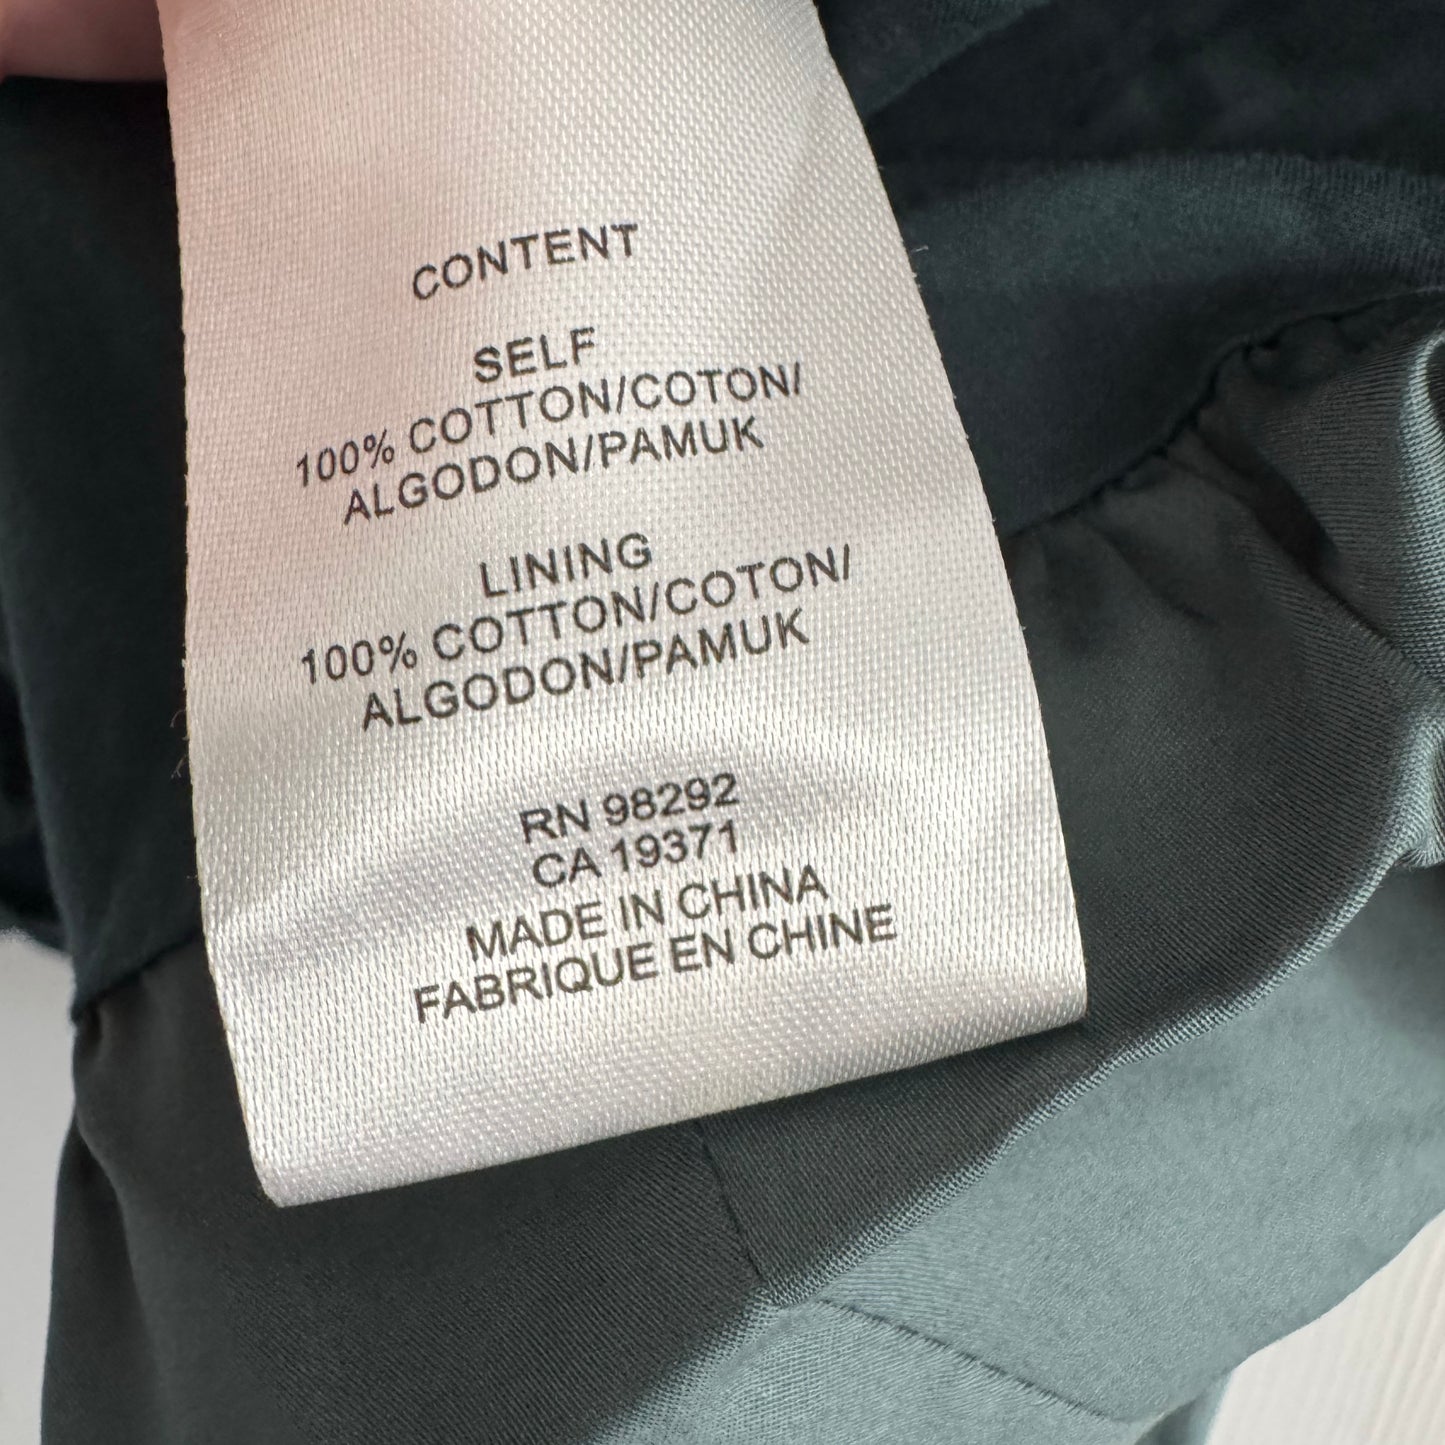 CONTENT
SELF
100% COTTON/COTON/
ALGODON/PAMUK
LINING
100% COTTON/COTON/
ALGODON/PAMUK
RN 98292
CA 19371
MADE IN CHINA
FABRIQUE EN CHINE